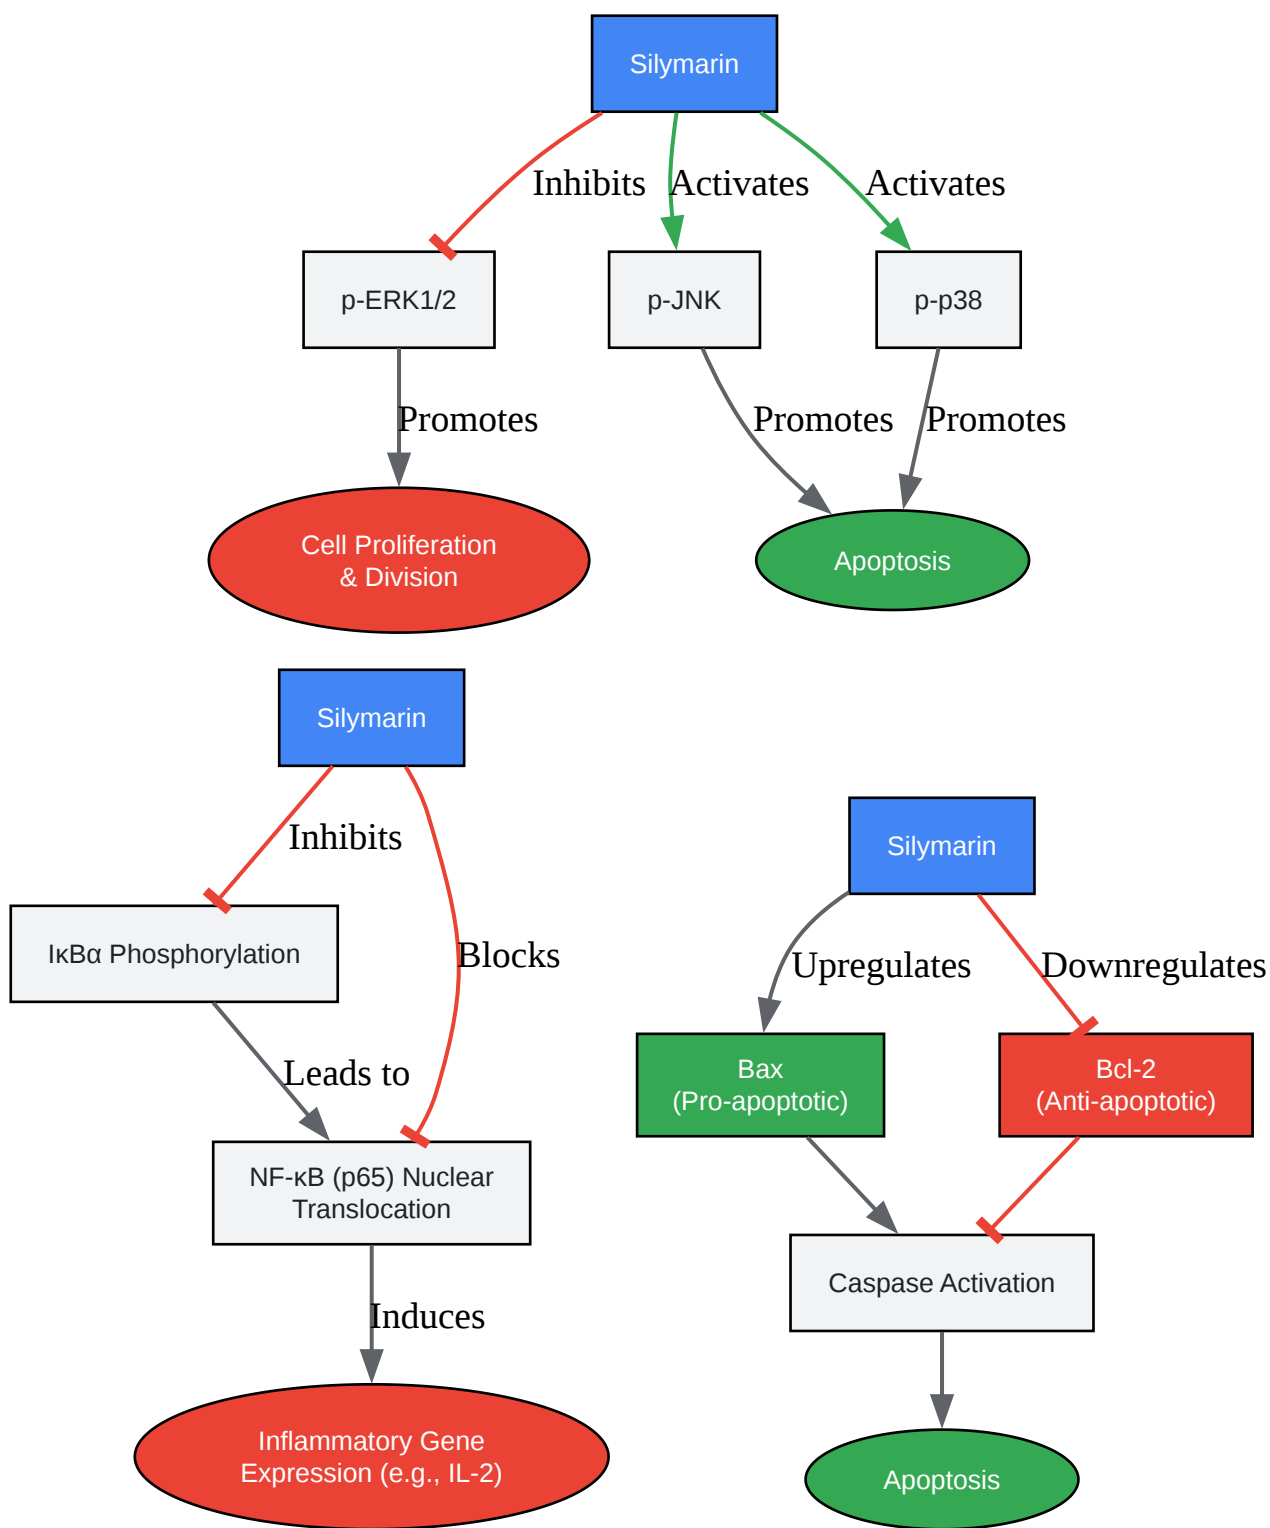 Silymarin
Inhibits
Activates
Activates
p-ERK1/2
p-JNK
p-p38
Promotes
Promotes
Promotes
Cell Proliferation
& Division
Apoptosis
Silymarin
Inhibits
Blocks
IκBα Phosphorylation
Leads to
NF-κB (p65) Nuclear
Translocation
Induces
Inflammatory Gene
Expression (e.g., IL-2)
Silymarin
Upregulates
Downregulates
Bax
(Pro-apoptotic)
Bcl-2
(Anti-apoptotic)
Caspase Activation
Apoptosis